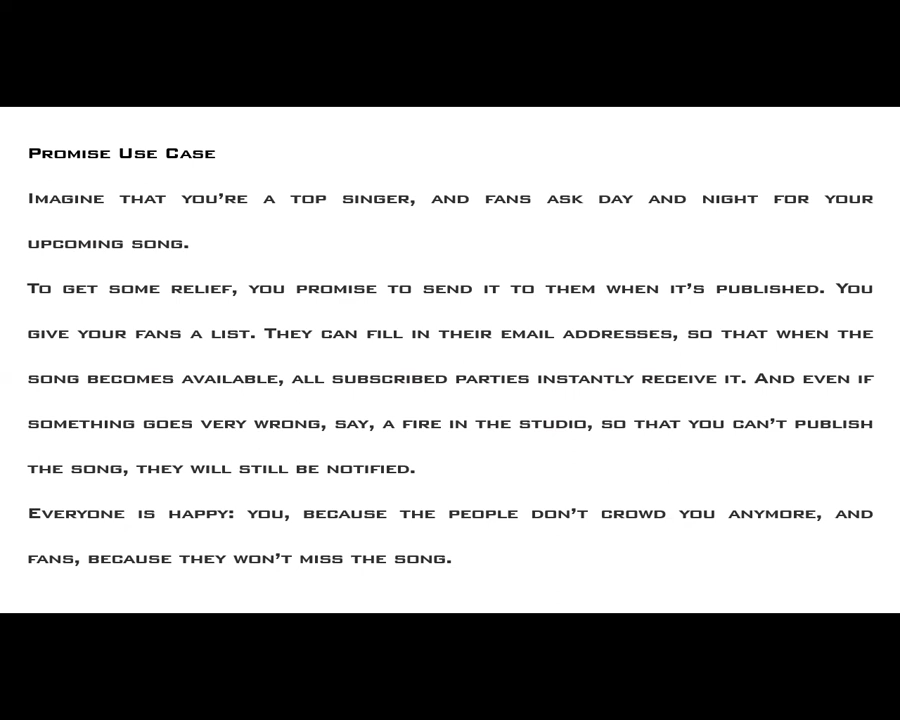 Promise Use Case
Imagine that you're a top singer, and fans ask day and night for your
upcoming song.
To get some relief, you promise to send it to them when it's published. You
give your fans a list. They can fill in their email addresses, so that when the
song becomes available, all subscribed parties instantly receive it. And even if
something goes very wrong, say, a fire in the studio, so that you can't publish
the song, they will still be notified.
Everyone is happy: you, because the people don't crowd you anymore, and
fans, because they won't miss the song.